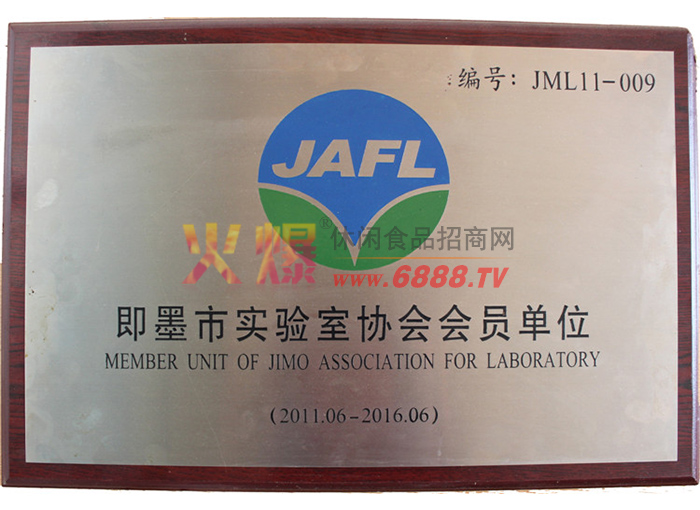 编号: JML11-009
JAFL
火爆®休闲食品招商网
www.6888.TV
即墨市实验室协会会员单位
MEMBER UNIT OF JIMO ASSOCIATION FOR LABORATORY
(2011.06-2016.06)